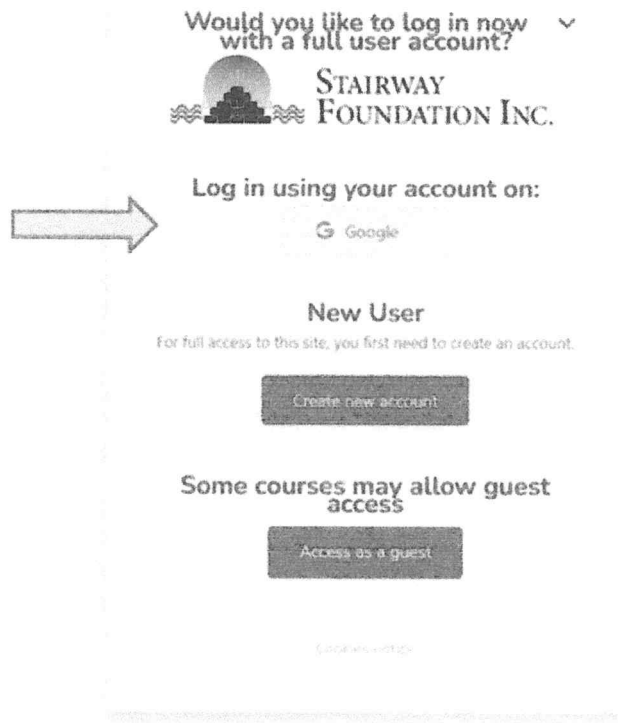 Would you like to log in now
with a full user account?
STAIRWAY
FOUNDATION INC.
Log in using your account on:
G Google
New User
For full access to this site, you first need to create an account.
Create new account
Some courses may allow guest
access
Access as a guest
Cookies notice